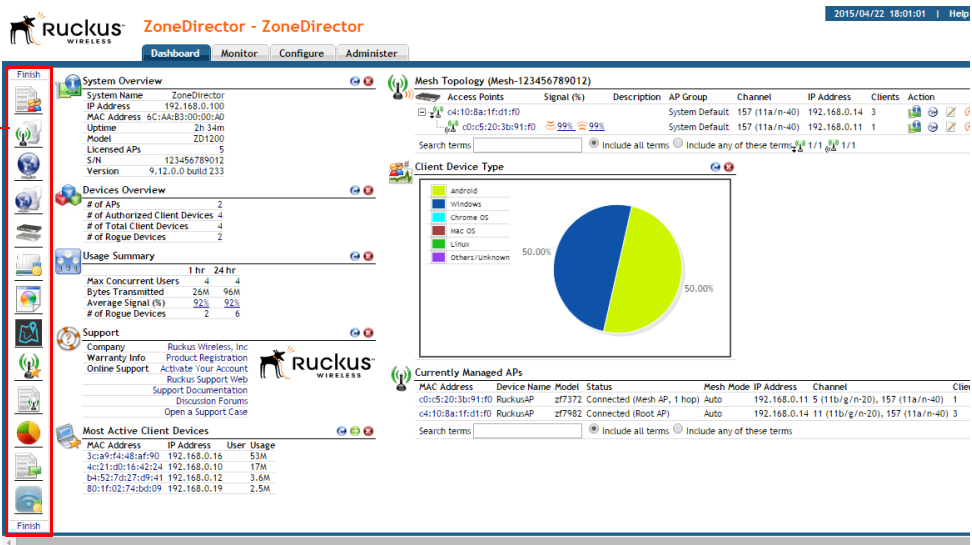 2015/04/22 18:01:01 | Help
RUCKUS WIRELESS
ZoneDirector - ZoneDirector
Dashboard Monitor Configure Administer
Finish
System Overview
System Name ZoneDirector
IP Address 192.168.0.100
MAC Address 6C:AA:B3:00:00:A0
Uptime 2h 34m
Model ZD1200
Licensed APs 5
S/N 123456789012
Version 9.12.0.0 build 233
Devices Overview
# of APs 2
# of Authorized Client Devices 4
# of Total Client Devices 4
# of Rogue Devices 2
Usage Summary
1 hr 24 hr
Max Concurrent Users 4 4
Bytes Transmitted 26M 96M
Average Signal (%) 92% 92%
# of Rogue Devices 2 6
Support
Company Ruckus Wireless, Inc
Warranty Info Product Registration
Online Support Activate Your Account
Ruckus Support Web
Support Documentation
Discussion Forums
Open a Support Case
RUCKUS WIRELESS
Most Active Client Devices
MAC Address IP Address User Usage
3c:a9:f4:48:af:90 192.168.0.16 53M
4c:21:d0:16:42:24 192.168.0.10 17M
b4:52:7d:27:d9:41 192.168.0.12 3.6M
80:1f:02:74:bd:09 192.168.0.19 2.5M
Finish
Mesh Topology (Mesh-123456789012)
Access Points Signal (%) Description AP Group Channel IP Address Clients Action
c4:10:8a:1f:d1:f0 System Default 157 (11a/n-40) 192.168.0.14 3
c0:c5:20:3b:91:f0 99% 99% System Default 157 (11a/n-40) 192.168.0.11 1
Search terms Include all terms Include any of these terms 1/1 1/1
Client Device Type
Android
Windows
Chrome OS
Mac OS
Linux
Others/Unknown
50.00%
50.00%
Currently Managed APs
MAC Address Device Name Model Status Mesh Mode IP Address Channel Clie
c0:c5:20:3b:91:f0 RuckusAP zf7372 Connected (Mesh AP, 1 hop) Auto 192.168.0.11 5 (11b/g/n-20), 157 (11a/n-40) 1
c4:10:8a:1f:d1:f0 RuckusAP zf7982 Connected (Root AP) Auto 192.168.0.14 11 (11b/g/n-20), 157 (11a/n-40) 3
Search terms Include all terms Include any of these terms